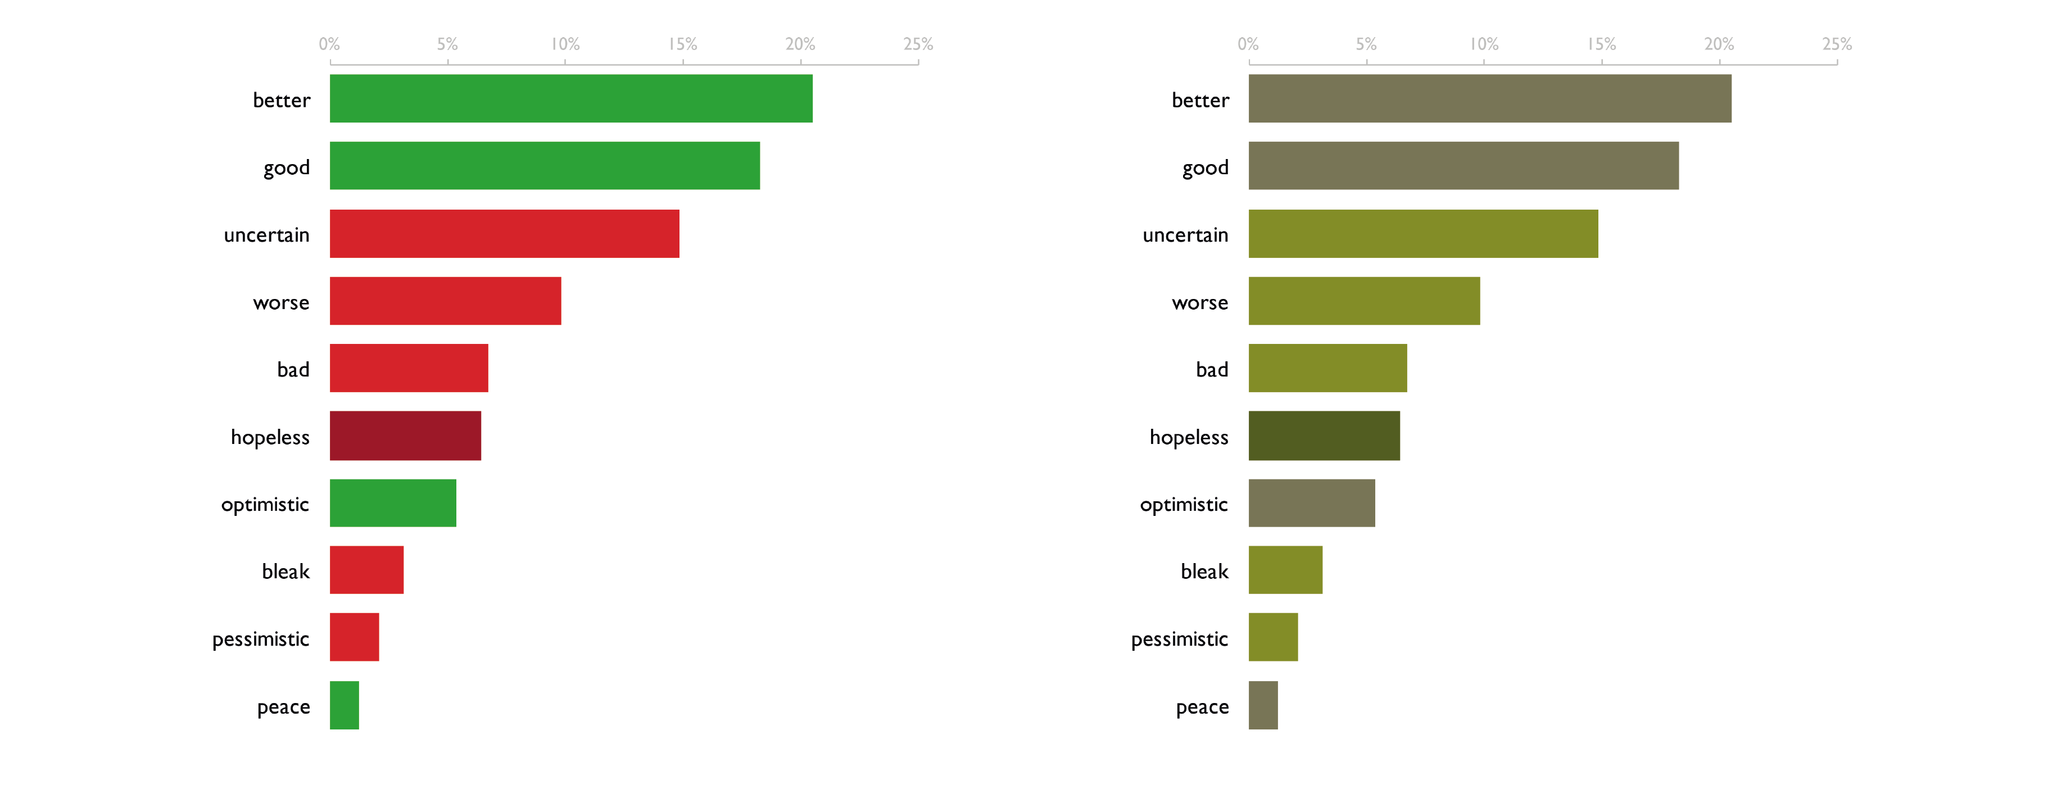 0% 5% 10% 15% 20% 25%
better
good
uncertain
worse
bad
hopeless
optimistic
bleak
pessimistic
peace
0% 5% 10% 15% 20% 25%
better
good
uncertain
worse
bad
hopeless
optimistic
bleak
pessimistic
peace